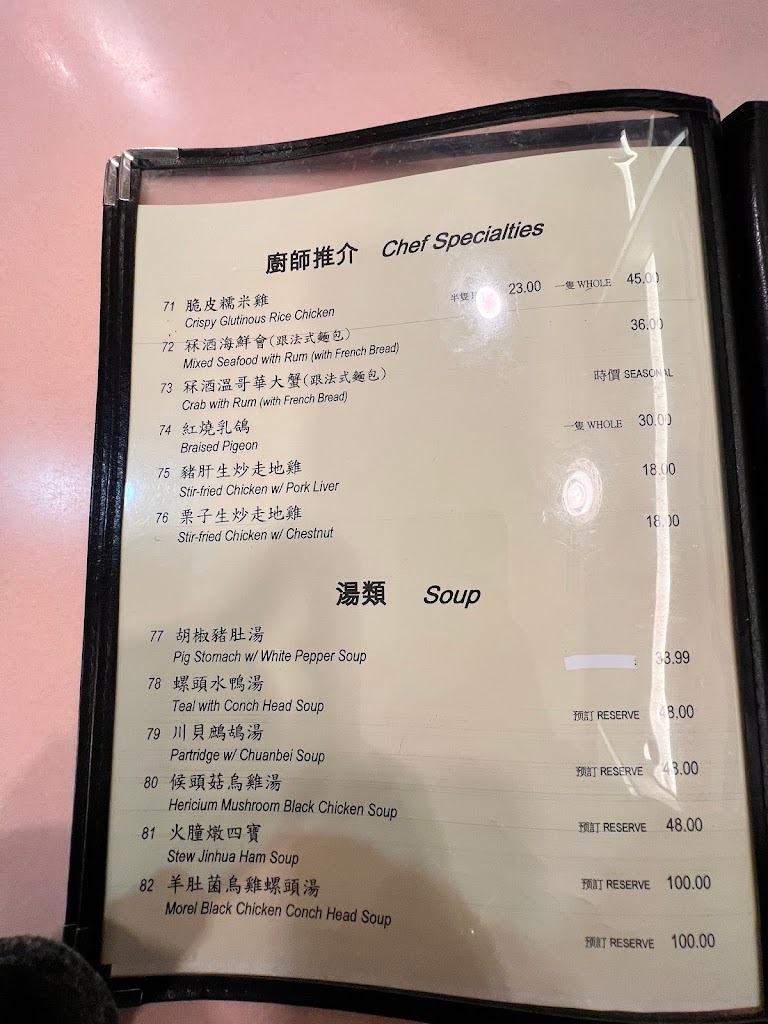 廚師推介 Chef Specialties
71 脆皮糯米雞 半隻 23.00 一隻 WHOLE 45.00
Crispy Glutinous Rice Chicken
72 冧酒海鮮會(跟法式麵包) 36.00
Mixed Seafood with Rum (with French Bread)
73 冧酒溫哥華大蟹(跟法式麵包) 時價 SEASONAL
Crab with Rum (with French Bread)
74 紅燒乳鴿 一隻 WHOLE 30.00
Braised Pigeon
75 豬肝生炒走地雞 18.00
Stir-fried Chicken w/ Pork Liver
76 栗子生炒走地雞 18.00
Stir-fried Chicken w/ Chestnut
湯類 Soup
77 胡椒豬肚湯 33.99
Pig Stomach w/ White Pepper Soup
78 螺頭水鴨湯 预訂 RESERVE 48.00
Teal with Conch Head Soup
79 川貝鷓鴣湯 预訂 RESERVE 48.00
Partridge w/ Chuanbei Soup
80 候頭菇烏雞湯 预訂 RESERVE 48.00
Hericium Mushroom Black Chicken Soup
81 火朣燉四寶 预訂 RESERVE 100.00
Stew Jinhua Ham Soup
82 羊肚菌烏雞螺頭湯 预訂 RESERVE 100.00
Morel Black Chicken Conch Head Soup